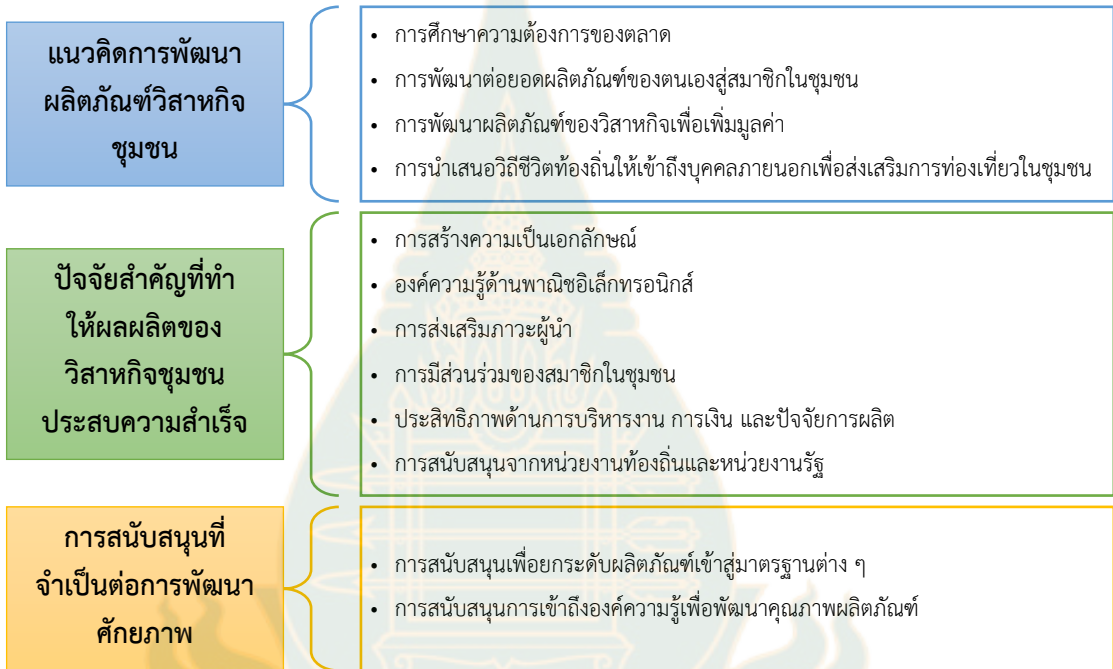 แนวคิดการพัฒนา
ผลิตภัณฑ์วิสาหกิจ
ชุมชน
• การศึกษาความต้องการของตลาด
• การพัฒนาต่อยอดผลิตภัณฑ์ของตนเองสู่สมาชิกในชุมชน
• การพัฒนาผลิตภัณฑ์ของวิสาหกิจเพื่อเพิ่มมูลค่า
• การนำเสนอวิถีชีวิตท้องถิ่นให้เข้าถึงบุคคลภายนอกเพื่อส่งเสริมการท่องเที่ยวในชุมชน
ปัจจัยสำคัญที่ทำ
ให้ผลผลิตของ
วิสาหกิจชุมชน
ประสบความสำเร็จ
• การสร้างความเป็นเอกลักษณ์
• องค์ความรู้ด้านพาณิชอิเล็กทรอนิกส์
• การส่งเสริมภาวะผู้นำ
• การมีส่วนร่วมของสมาชิกในชุมชน
• ประสิทธิภาพด้านการบริหารงาน การเงิน และปัจจัยการผลิต
• การสนับสนุนจากหน่วยงานท้องถิ่นและหน่วยงานรัฐ
การสนับสนุนที่
จำเป็นต่อการพัฒนา
ศักยภาพ
• การสนับสนุนเพื่อยกระดับผลิตภัณฑ์เข้าสู่มาตรฐานต่าง ๆ
• การสนับสนุนการเข้าถึงองค์ความรู้เพื่อพัฒนาคุณภาพผลิตภัณฑ์